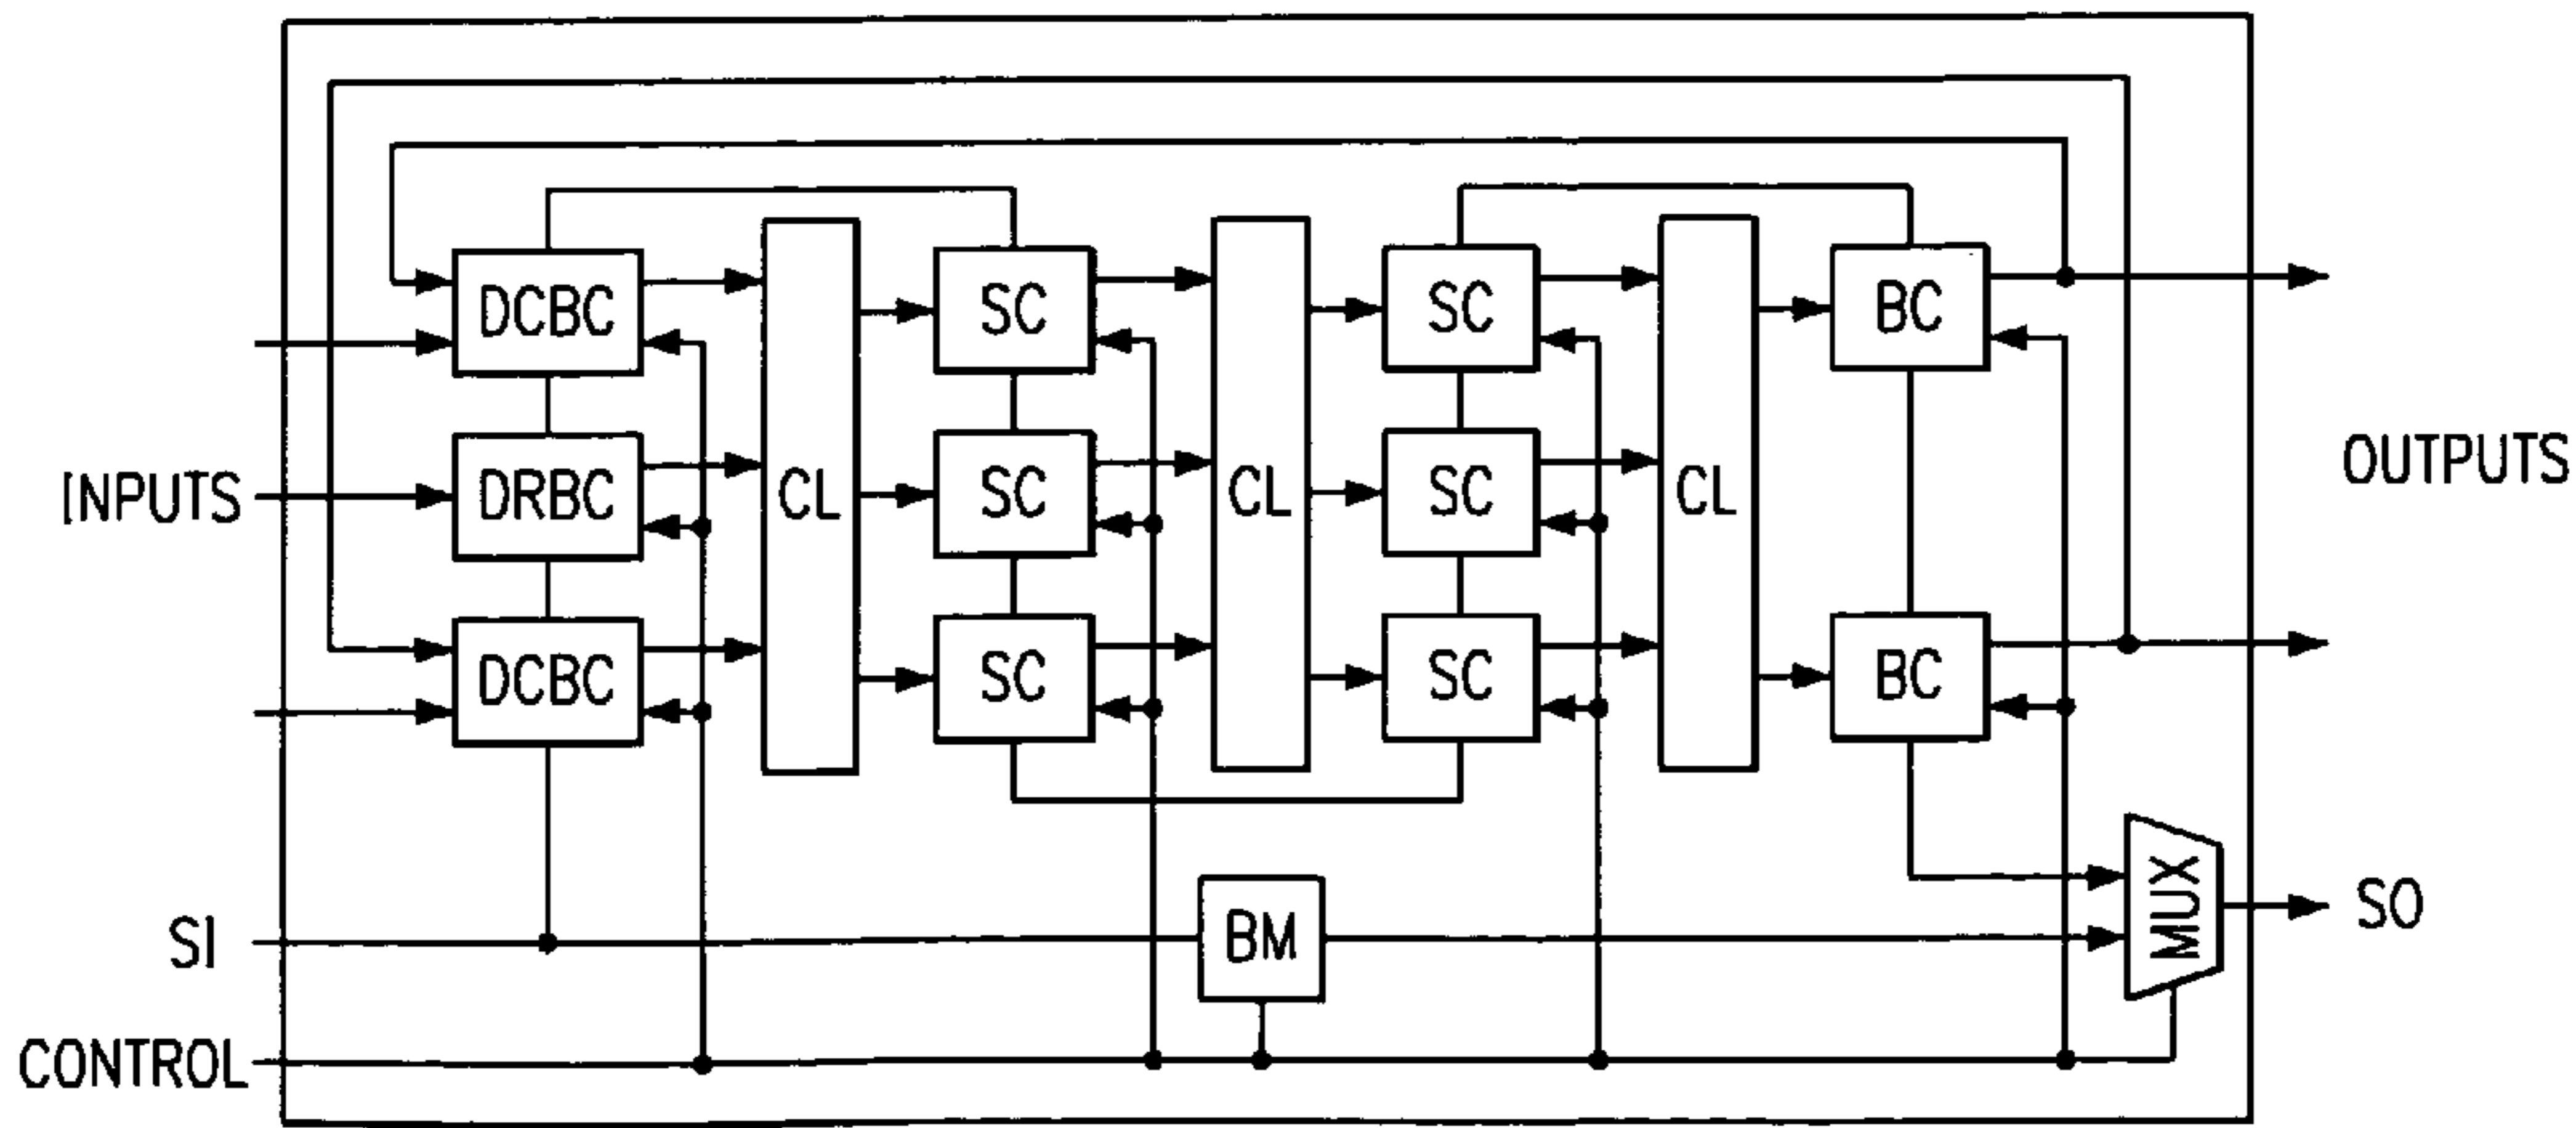 DCBC
SC
SC
BC
INPUTS
DRBC
CL
SC
CL
SC
CL
OUTPUTS
DCBC
SC
SC
BC
SI
BM
MUX
SO
CONTROL